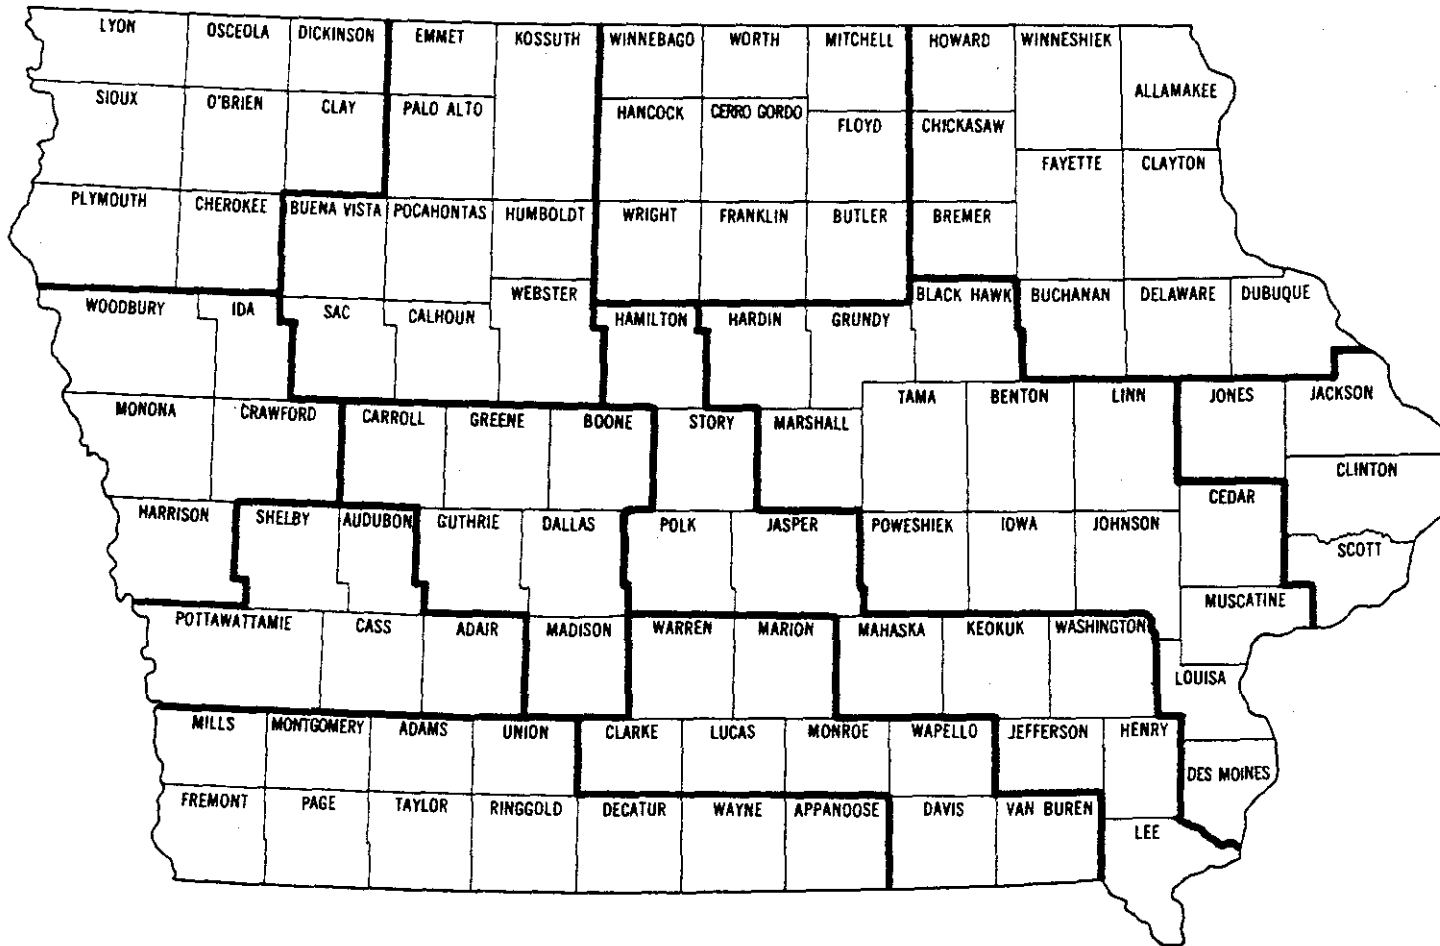 LYON OSCEOLA DICKINSON EMMET KOSSUTH WINNEBAGO WORTH MITCHELL HOWARD WINNESHIEK
ALLAMAKEE
SIOUX O'BRIEN CLAY PALO ALTO HANCOCK CERRO GORDO FLOYD CHICKASAW
FAYETTE CLAYTON
PLYMOUTH CHEROKEE BUENA VISTA POCAHONTAS HUMBOLDT WRIGHT FRANKLIN BUTLER BREMER
WOODBURY IDA SAC CALHOUN WEBSTER HAMILTON HARDIN GRUNDY BLACK HAWK BUCHANAN DELAWARE DUBUQUE
MONONA CRAWFORD CARROLL GREENE BOONE STORY MARSHALL TAMA BENTON LINN JONES JACKSON
CLINTON
HARRISON SHELBY AUDUBON GUTHRIE DALLAS POLK JASPER POWESHIEK IOWA JOHNSON CEDAR
SCOTT
MUSCATINE
POTTAWATTAMIE CASS ADAIR MADISON WARREN MARION MAHASKA KEOKUK WASHINGTON
LOUISA
MILLS MONTGOMERY ADAMS UNION CLARKE LUCAS MONROE WAPELLO JEFFERSON HENRY
DES MOINES
FREMONT PAGE TAYLOR RINGGOLD DECATUR WAYNE APPANOOSE DAVIS VAN BUREN
LEE